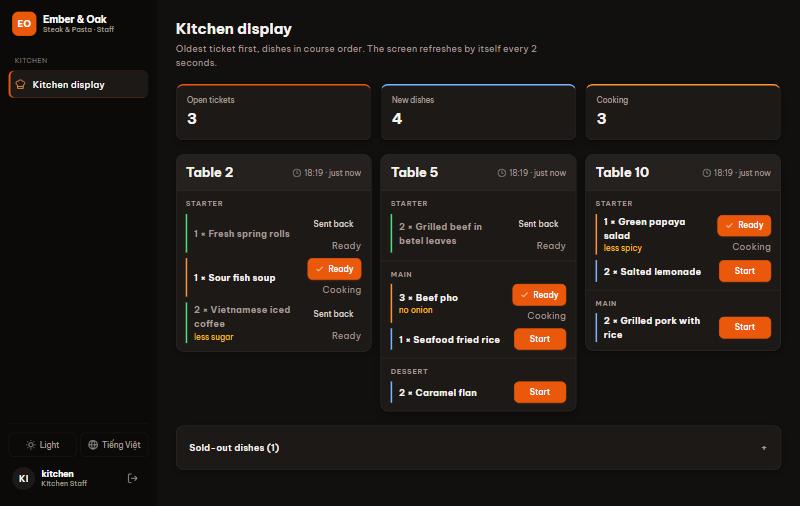 EO
Ember & Oak
Steak & Pasta · Staff
KITCHEN
Kitchen display
Light
Tiếng Việt
KI
kitchen
Kitchen Staff
Kitchen display
Oldest ticket first, dishes in course order. The screen refreshes by itself every 2
seconds.
Open tickets
3
New dishes
4
Cooking
3
Table 2
18:19 · just now
STARTER
1 × Fresh spring rolls
Sent back
Ready
1 × Sour fish soup
Ready
Cooking
2 × Vietnamese iced
coffee
less sugar
Sent back
Ready
Table 5
18:19 · just now
STARTER
2 × Grilled beef in
betel leaves
Sent back
Ready
MAIN
3 × Beef pho
no onion
Ready
Cooking
1 × Seafood fried rice
Start
DESSERT
2 × Caramel flan
Start
Table 10
18:19 · just now
STARTER
1 × Green papaya
salad
less spicy
Ready
Cooking
2 × Salted lemonade
Start
MAIN
2 × Grilled pork with
rice
Start
Sold-out dishes (1)
+